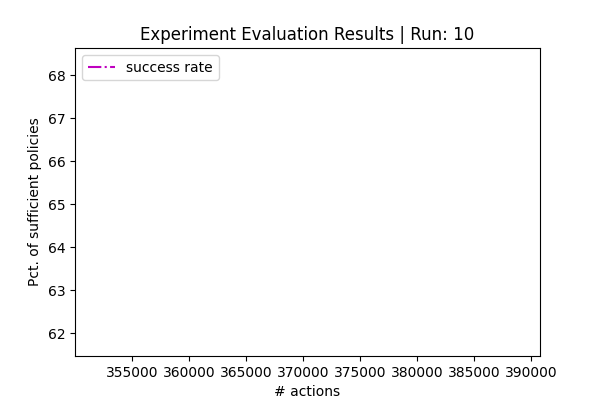 Experiment Evaluation Results | Run: 10
success rate
Pct. of sufficient policies
68
67
66
65
64
63
62
355000 360000 365000 370000 375000 380000 385000 390000
# actions